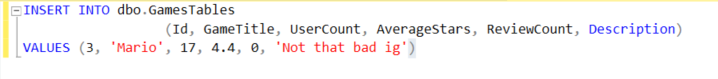 INSERT INTO dbo.GamesTables
(Id, GameTitle, UserCount, AverageStars, ReviewCount, Description)
VALUES (3, 'Mario', 17, 4.4, 0, 'Not that bad ig')